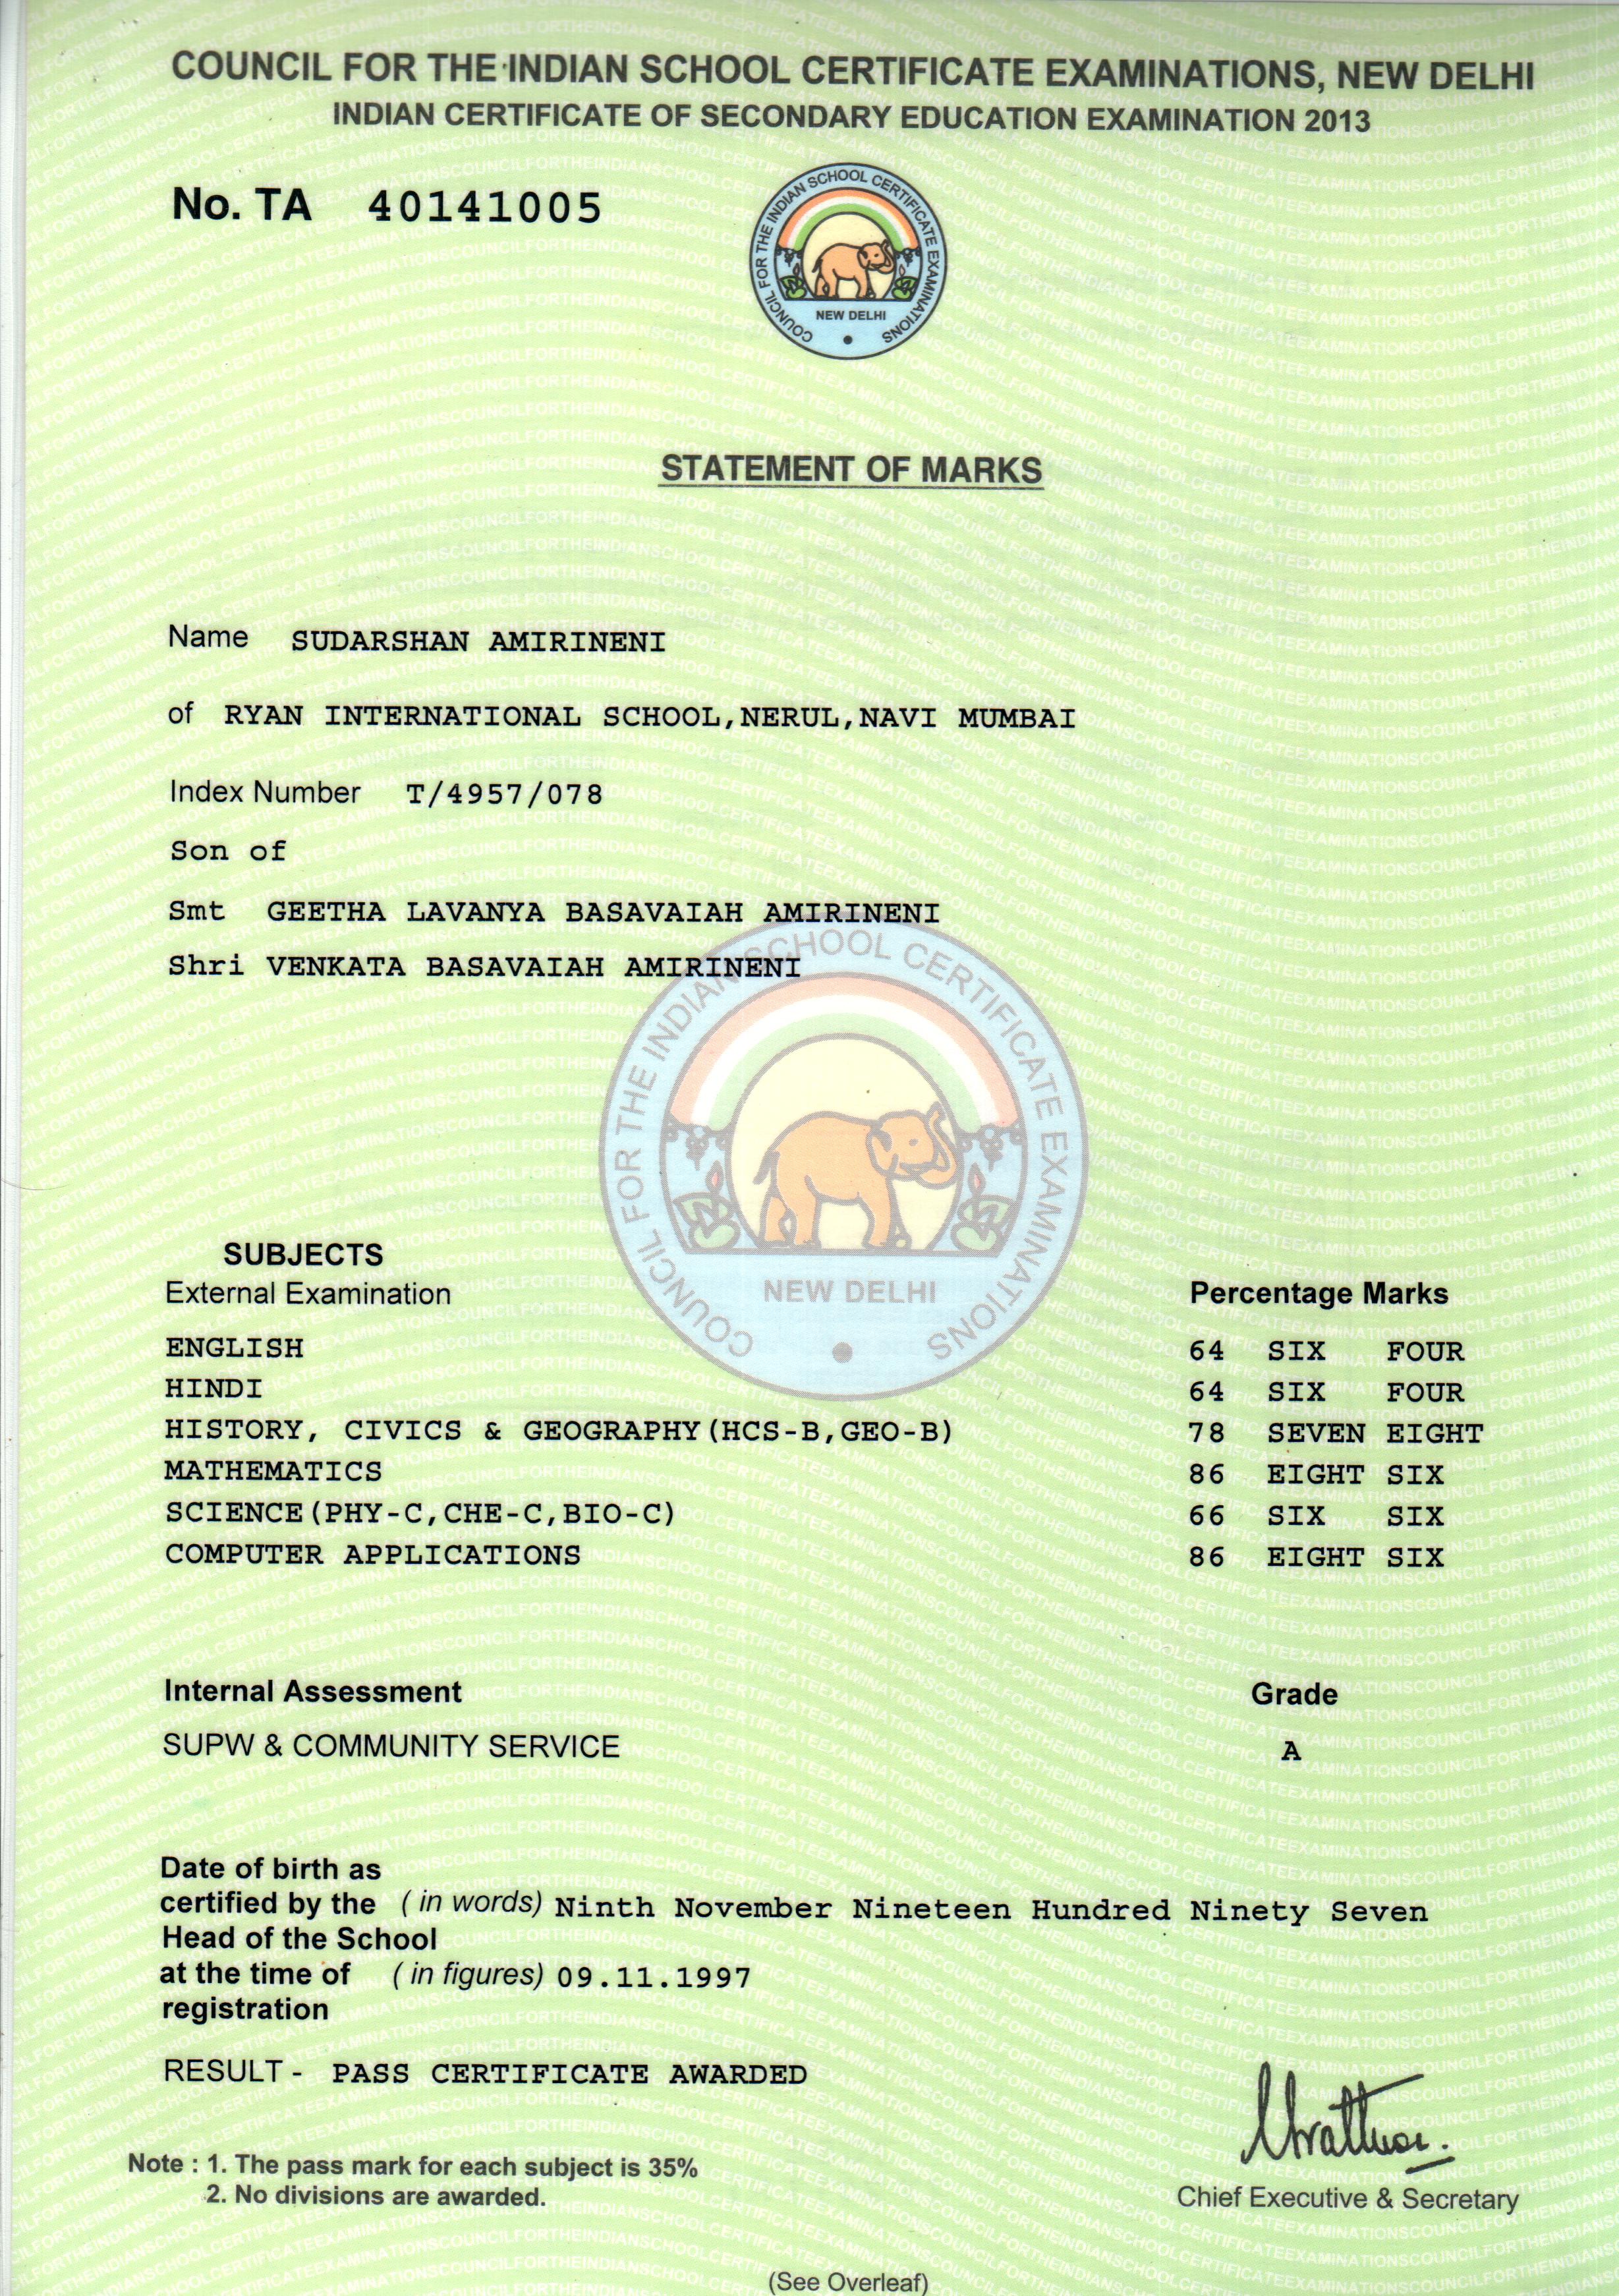 COUNCIL FOR THE INDIAN SCHOOL CERTIFICATE EXAMINATIONS, NEW DELHI
INDIAN CERTIFICATE OF SECONDARY EDUCATION EXAMINATION 2013
No. TA 40141005
COUNCIL FOR THE INDIAN SCHOOL CERTIFICATE EXAMINATIONS
NEW DELHI
STATEMENT OF MARKS
Name SUDARSHAN AMIRINENI
of RYAN INTERNATIONAL SCHOOL,NERUL,NAVI MUMBAI
Index Number T/4957/078
Son of
Smt GEETHA LAVANYA BASAVAIAH AMIRINENI
Shri VENKATA BASAVAIAH AMIRINENI
COUNCIL FOR THE INDIAN SCHOOL CERTIFICATE EXAMINATIONS
NEW DELHI
SUBJECTS
External Examination Percentage Marks
ENGLISH 64 SIX FOUR
HINDI 64 SIX FOUR
HISTORY, CIVICS & GEOGRAPHY(HCS-B,GEO-B) 78 SEVEN EIGHT
MATHEMATICS 86 EIGHT SIX
SCIENCE(PHY-C,CHE-C,BIO-C) 66 SIX SIX
COMPUTER APPLICATIONS 86 EIGHT SIX
Internal Assessment Grade
SUPW & COMMUNITY SERVICE A
Date of birth as
certified by the ( in words) Ninth November Nineteen Hundred Ninety Seven
Head of the School
at the time of ( in figures) 09.11.1997
registration
RESULT - PASS CERTIFICATE AWARDED
Note : 1. The pass mark for each subject is 35%
2. No divisions are awarded.
Chief Executive & Secretary
(See Overleaf)